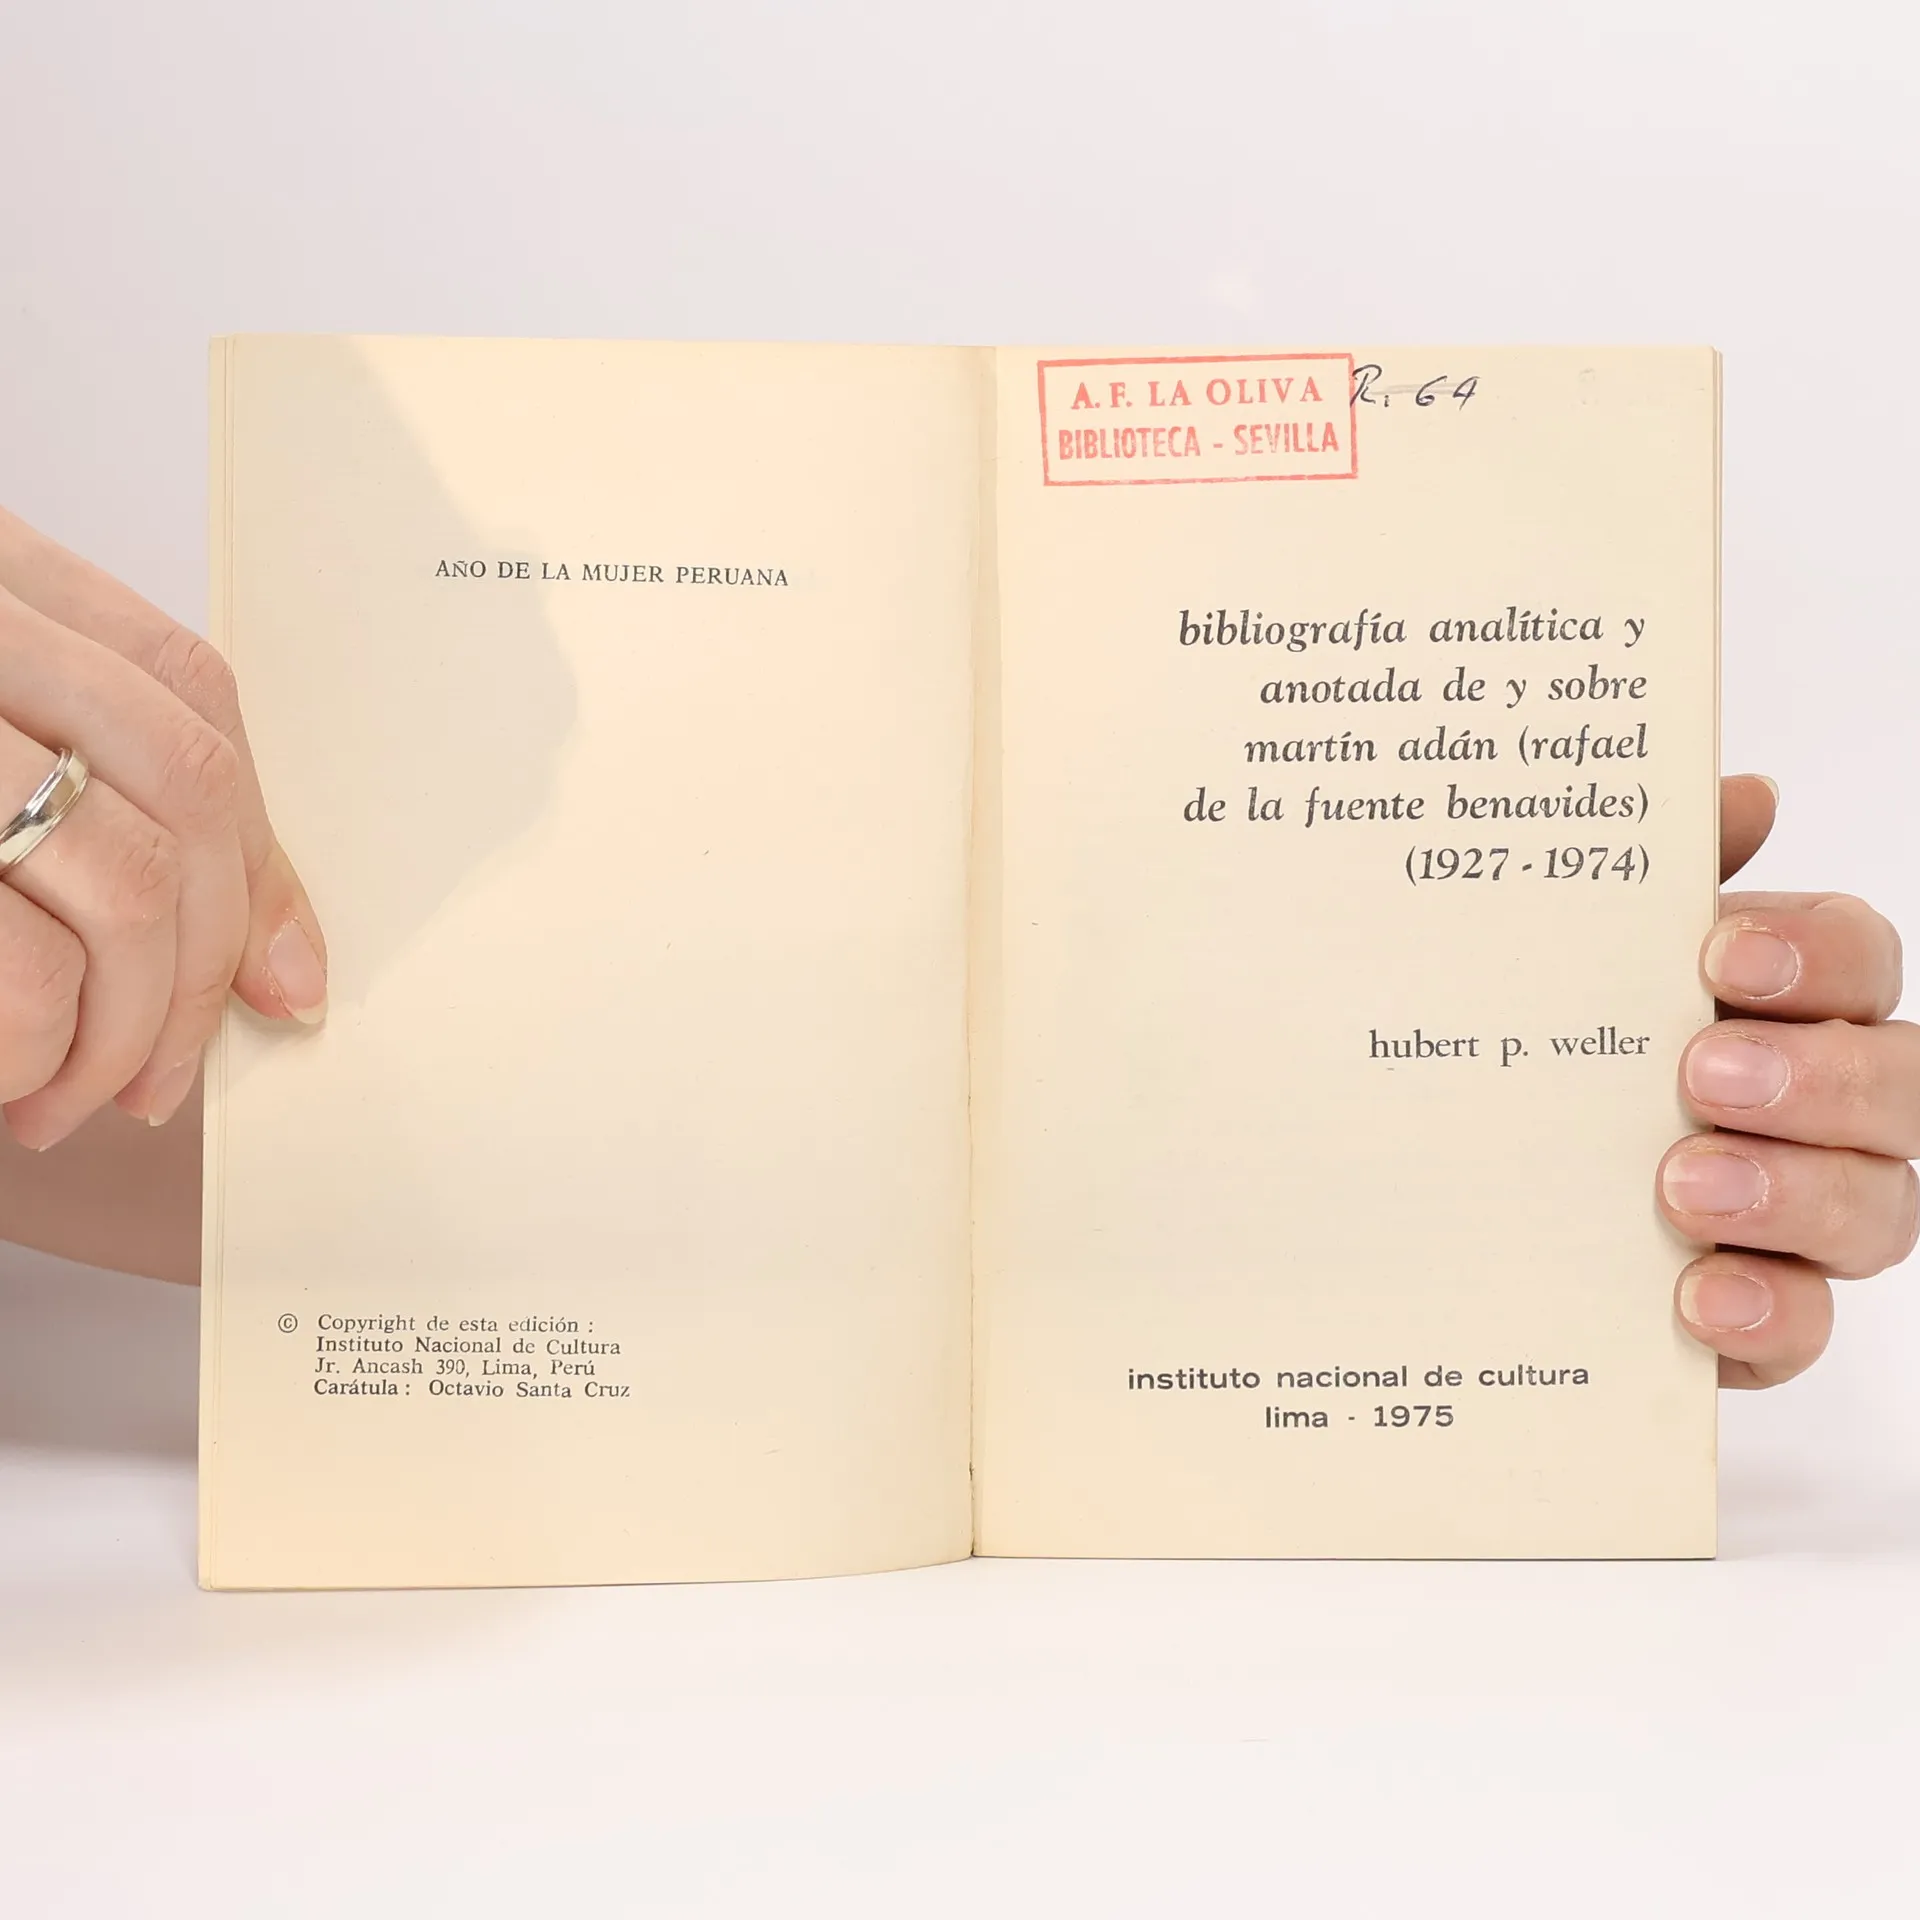 AÑO DE LA MUJER PERUANA
© Copyright de esta edición :
Instituto Nacional de Cultura
Jr. Ancash 390, Lima, Perú
Carátula : Octavio Santa Cruz
A. F. LA OLIVA
BIBLIOTECA - SEVILLA
R. 64
bibliografía analítica y
anotada de y sobre
martín adán (rafael
de la fuente benavides)
(1927 - 1974)
hubert p. weller
instituto nacional de cultura
lima - 1975